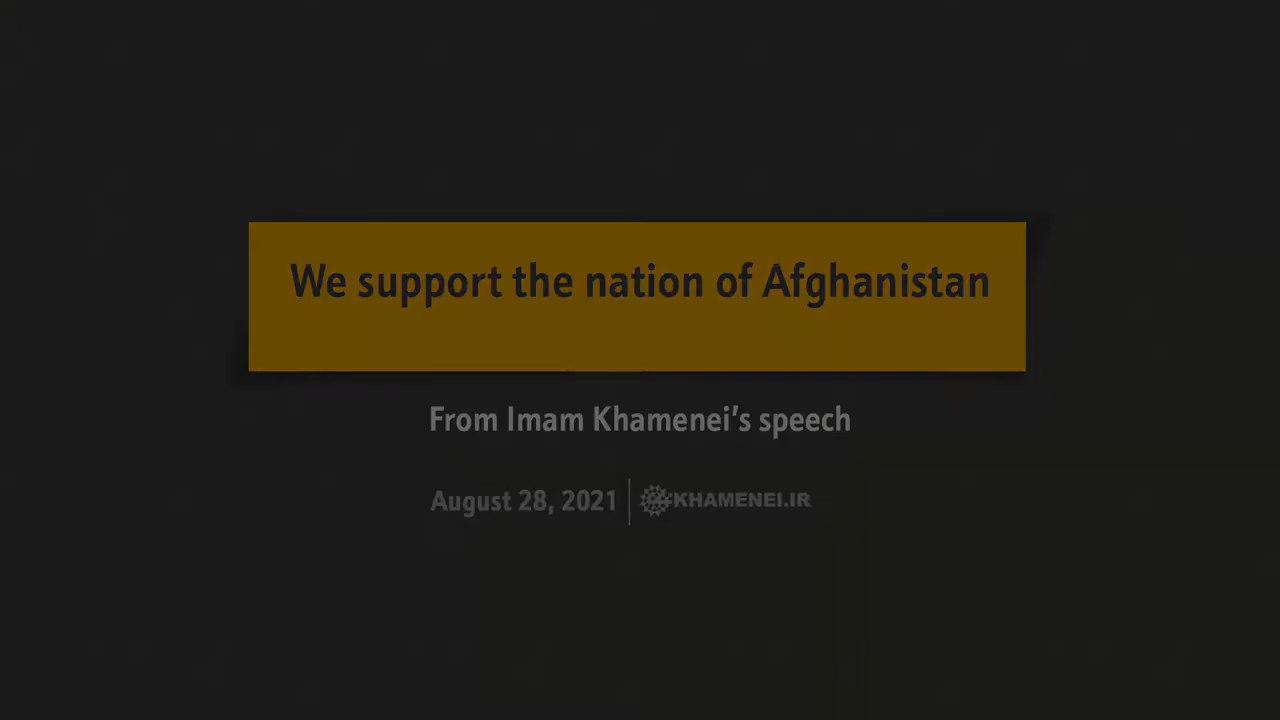 We support the nation of Afghanistan
From Imam Khamenei’s speech
August 28, 2021 KHAMENEI.IR